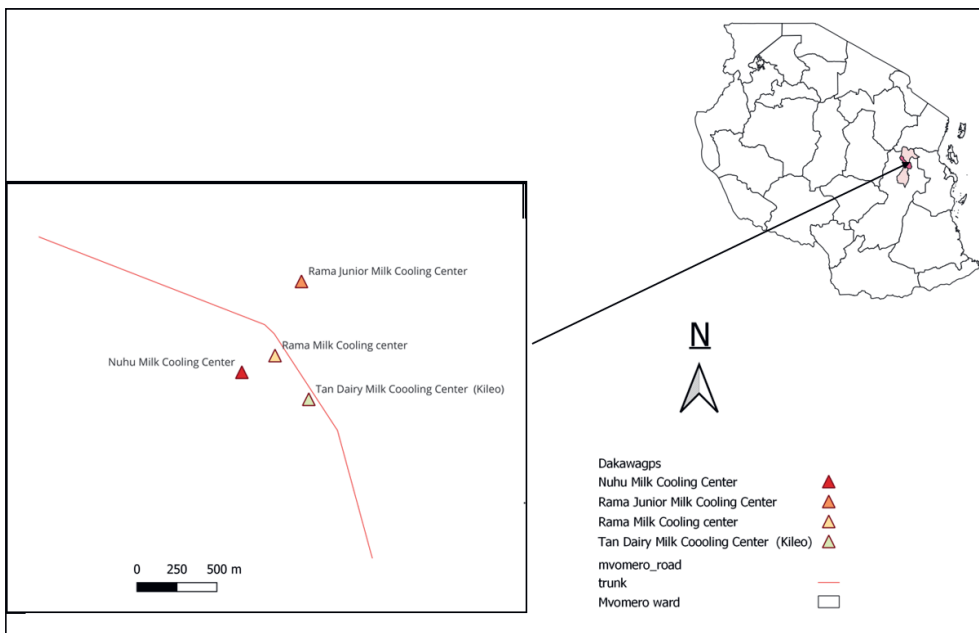 Rama Junior Milk Cooling Center
Rama Milk Cooling center
Nuhu Milk Cooling Center
Tan Dairy Milk Coooling Center (Kileo)
0 250 500 m
N
Dakawagps
Nuhu Milk Cooling Center
Rama Junior Milk Cooling Center
Rama Milk Cooling center
Tan Dairy Milk Coooling Center (Kileo)
mvomero_road
trunk
Mvomero ward